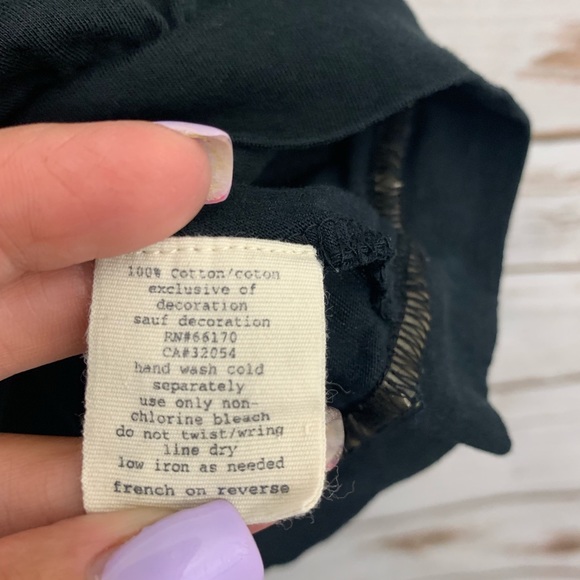 100% Cotton/coton
exclusive of
decoration
sauf decoration
RN#66170
CA#32054
hand wash cold
separately
use only non-
chlorine bleach
do not twist/wring
line dry
low iron as needed
french on reverse